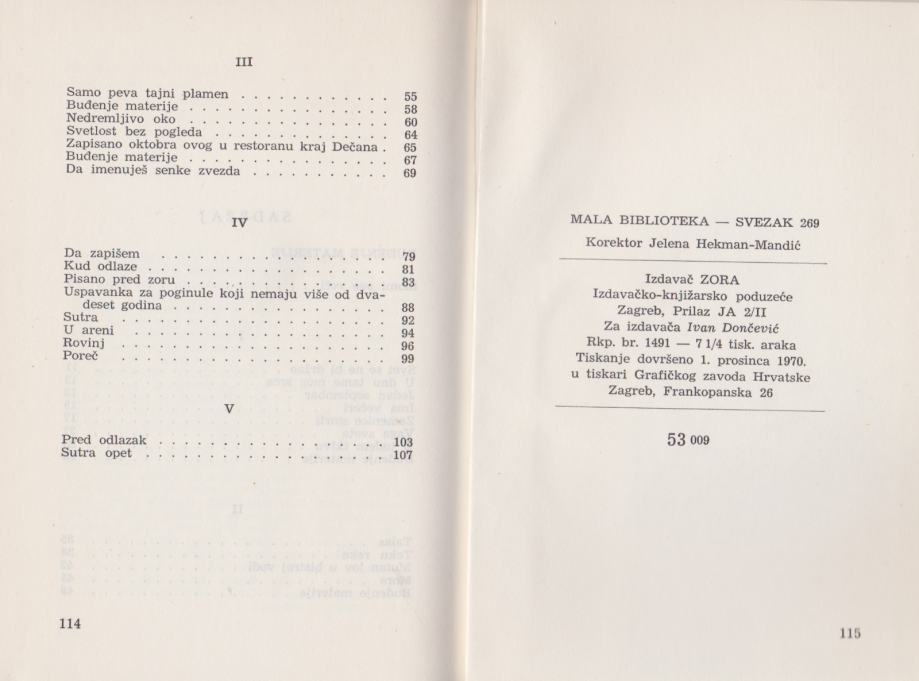 III
Samo peva tajni plamen . . . . . . . . . . . . 55
Buđenje materije . . . . . . . . . . . . . . . 58
Nedremljivo oko . . . . . . . . . . . . . . . 60
Svetlost bez pogleda . . . . . . . . . . . . . 64
Zapisano oktobra ovog u restoranu kraj Dečana . 65
Buđenje materije . . . . . . . . . . . . . . . 67
Da imenuješ senke zvezda . . . . . . . . . . . 69
IV
Da zapišem . . . . . . . . . . . . . . . . 79
Kud odlaze . . . . . . . . . . . . . . . . . 81
Pisano pred zoru . . . . . . . . . . . . . . 83
Uspavanka za poginule koji nemaju više od dva-
deset godina . . . . . . . . . . . . . . . 88
Sutra . . . . . . . . . . . . . . . . . . 92
U areni . . . . . . . . . . . . . . . . . . 94
Rovinj . . . . . . . . . . . . . . . . . . 96
Poreč . . . . . . . . . . . . . . . . . . 99
V
Pred odlazak . . . . . . . . . . . . . . . . 103
Sutra opet . . . . . . . . . . . . . . . . . 107
114
MALA BIBLIOTEKA — SVEZAK 269
Korektor Jelena Hekman-Mandić
Izdavač ZORA
Izdavačko-knjižarsko poduzeće
Zagreb, Prilaz JA 2/II
Za izdavača Ivan Dončević
Rkp. br. 1491 — 7 1/4 tisk. araka
Tiskanje dovršeno 1. prosinca 1970.
u tiskari Grafičkog zavoda Hrvatske
Zagreb, Frankopanska 26
53 009
115